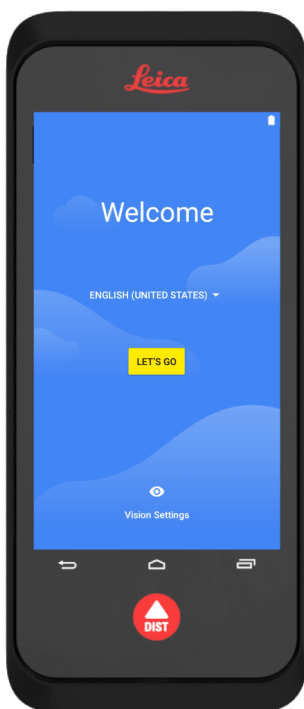 Leica
Welcome
ENGLISH (UNITED STATES)
LET'S GO
Vision Settings
DIST